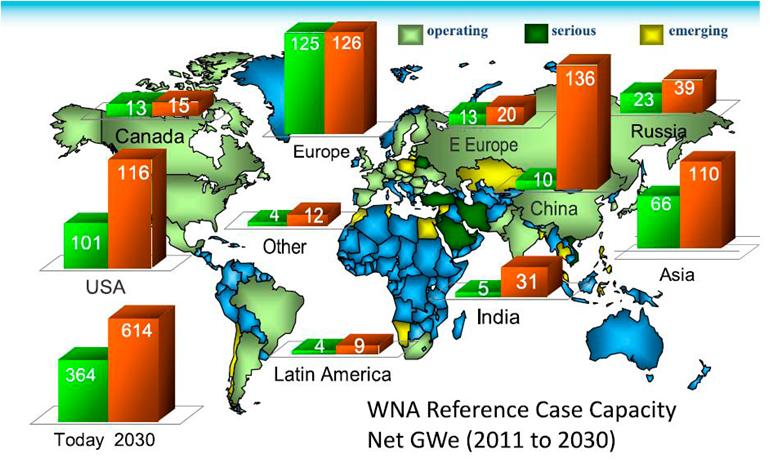 operating serious emerging
125 126
Europe
13 15
Canada
13 20
E Europe
10 136
China
23 39
Russia
101 116
USA
4 12
Other
66 110
Asia
5 31
India
4 9
Latin America
364 614
Today 2030
WNA Reference Case Capacity
Net GWe (2011 to 2030)